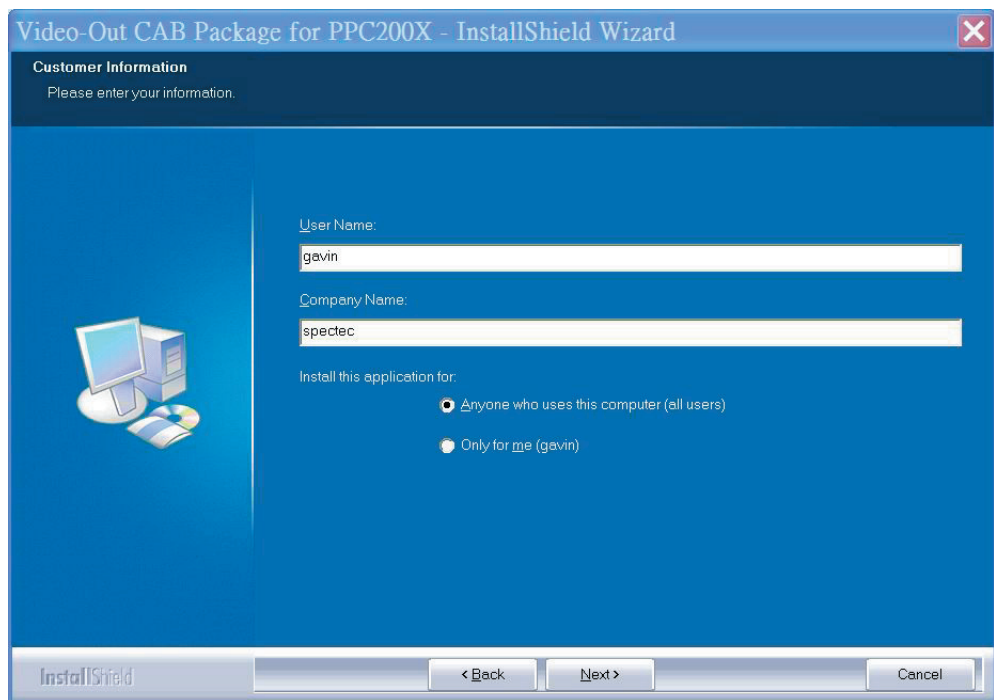 Video-Out CAB Package for PPC200X - InstallShield Wizard
Customer Information
Please enter your information.
User Name:
gavin
Company Name:
spectec
Install this application for:
Anyone who uses this computer (all users)
Only for me (gavin)
InstallShield
< Back
Next >
Cancel